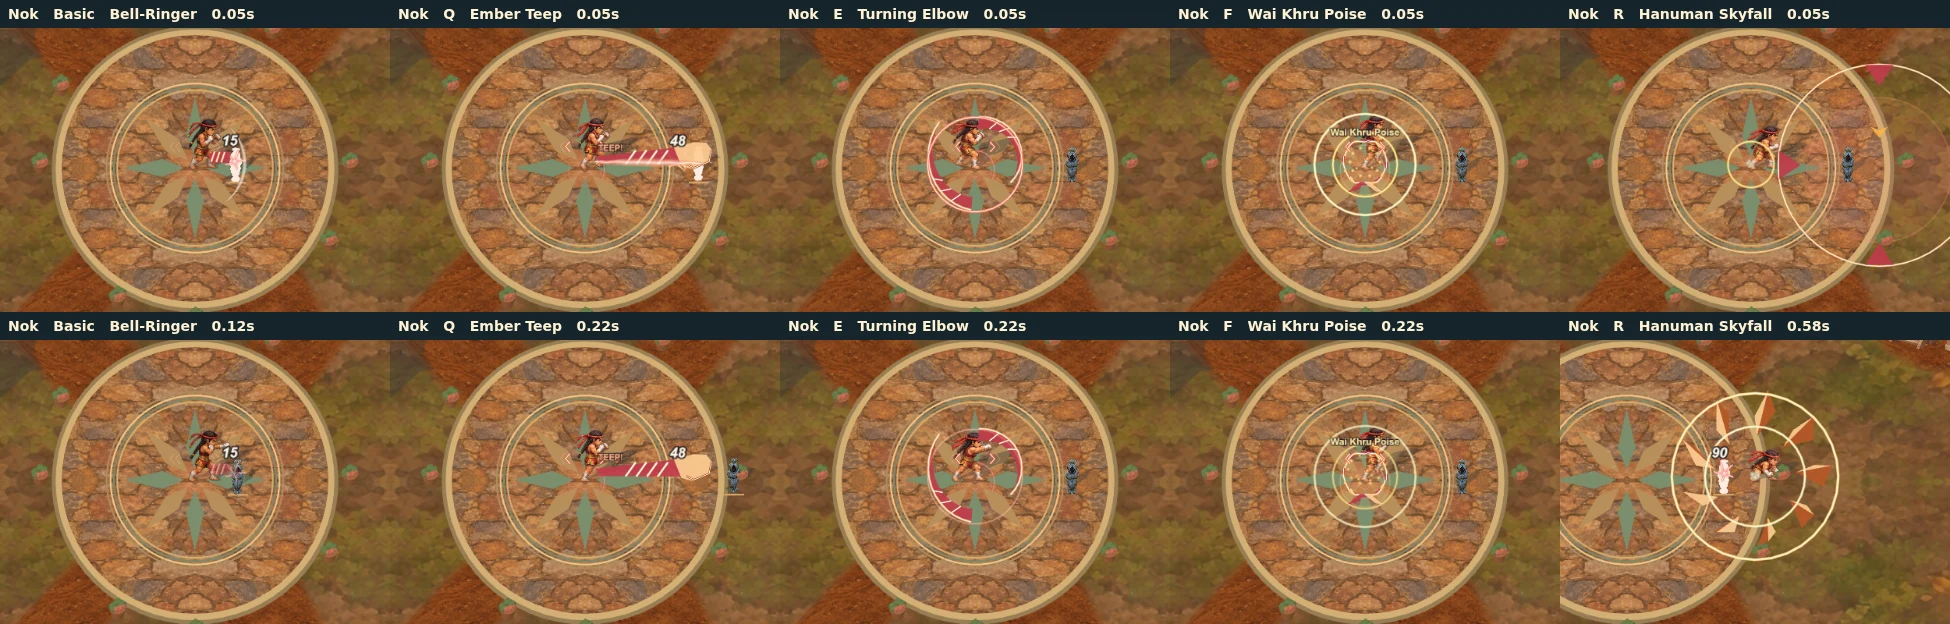 Nok Basic Bell-Ringer 0.05s
Nok Q Ember Teep 0.05s
Nok E Turning Elbow 0.05s
Nok F Wai Khru Poise 0.05s
Nok R Hanuman Skyfall 0.05s
15
48
TEEP!
Wai Khru Poise
Nok Basic Bell-Ringer 0.12s
Nok Q Ember Teep 0.22s
Nok E Turning Elbow 0.22s
Nok F Wai Khru Poise 0.22s
Nok R Hanuman Skyfall 0.58s
15
48
TEEP!
Wai Khru Poise
90